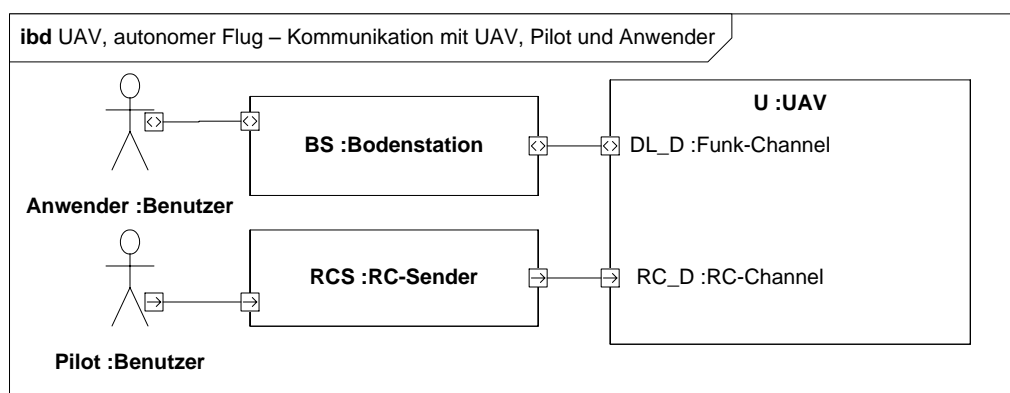 ibd UAV, autonomer Flug – Kommunikation mit UAV, Pilot und Anwender
U :UAV
BS :Bodenstation
DL_D :Funk-Channel
Anwender :Benutzer
RCS :RC-Sender
RC_D :RC-Channel
Pilot :Benutzer